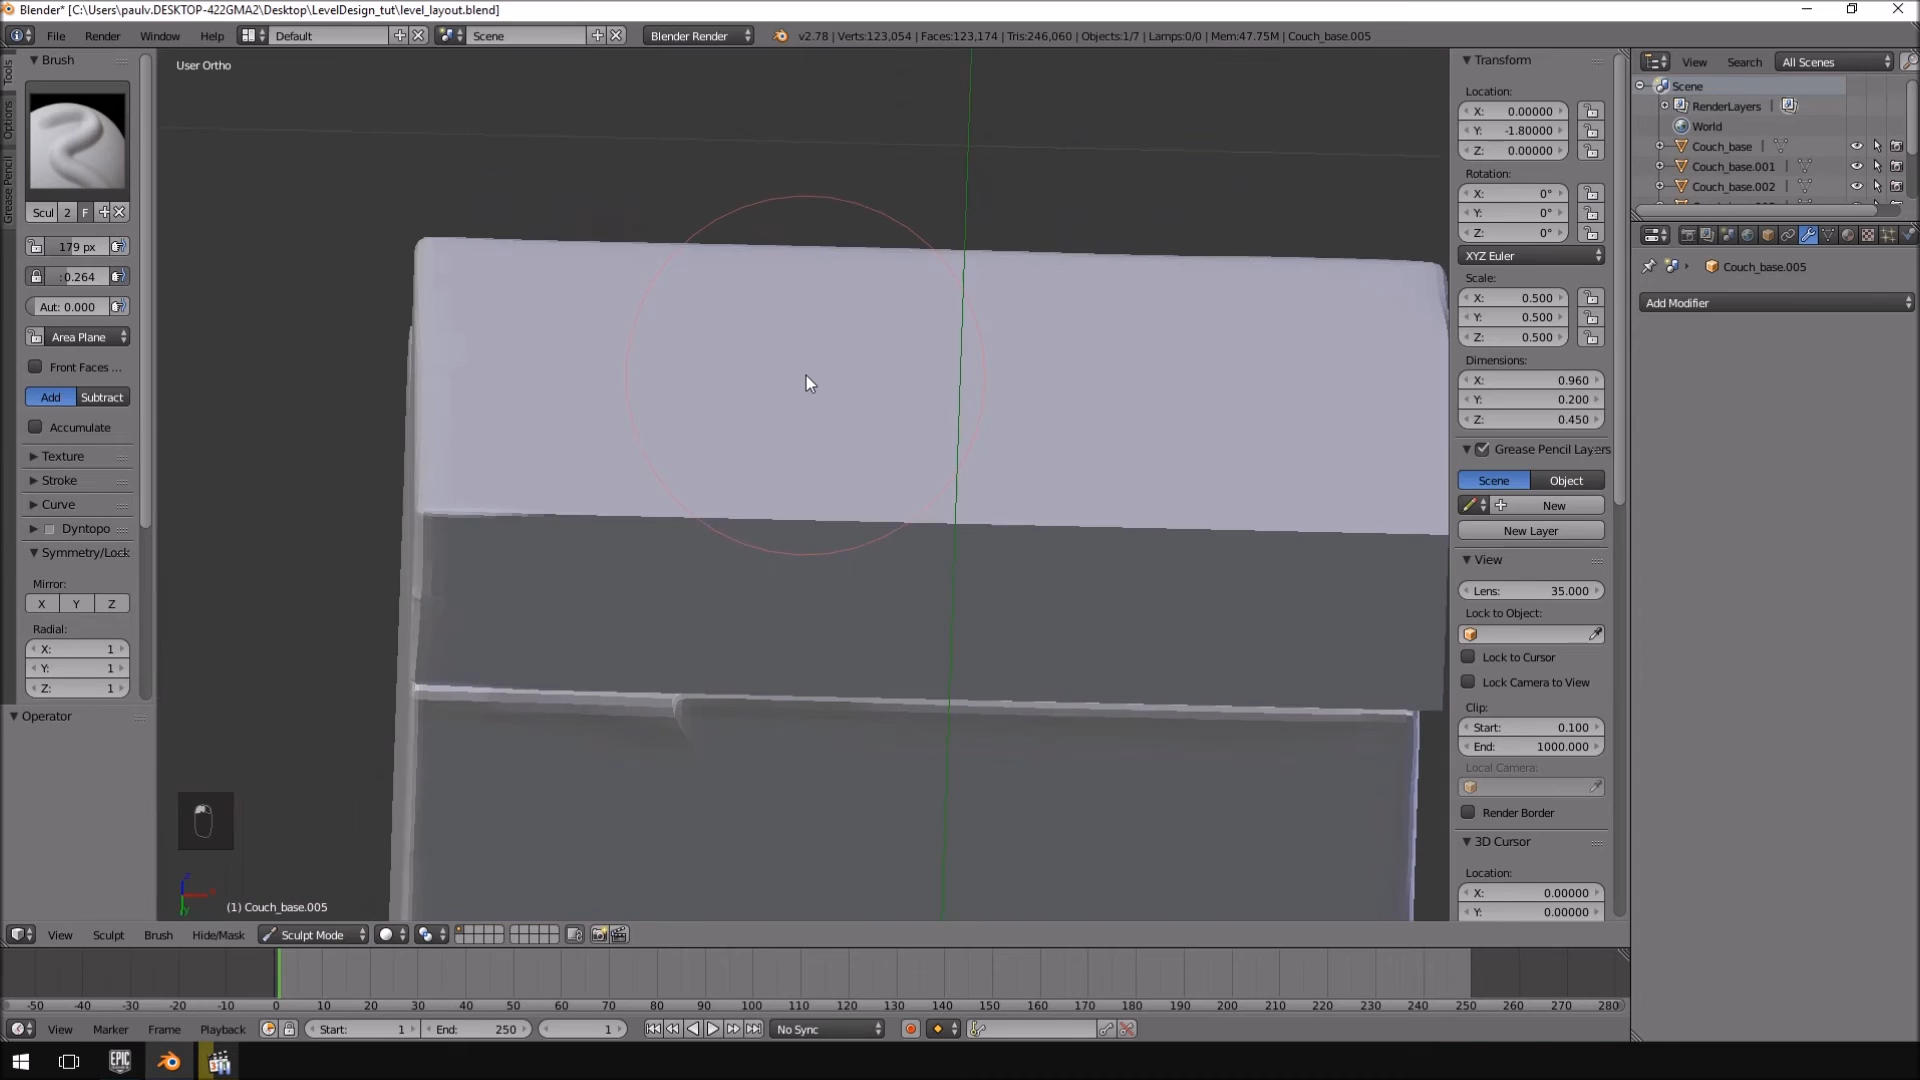 Blender* [C:\Users\paulv.DESKTOP-422GMA2\Desktop\LevelDesign_tut\level_layout.blend]
File Render Window Help Default Scene Blender Render v2.78 | Verts:123,054 | Faces:123,174 | Tris:246,060 | Objects:1/7 | Lamps:0/0 | Mem:47.75M | Couch_base.005
Tools
Options
Grease Pencil
Brush
Scul 2 F
179 px
:0.264
Aut: 0.000
Area Plane
Front Faces ...
Add Subtract
Accumulate
Texture
Stroke
Curve
Dyntopo
Symmetry/Lock
Mirror:
X Y Z
Radial:
X: 1
Y: 1
Z: 1
Operator
User Ortho
(1) Couch_base.005
Transform
Location:
X: 0.00000
Y: -1.80000
Z: 0.00000
Rotation:
X: 0°
Y: 0°
Z: 0°
XYZ Euler
Scale:
X: 0.500
Y: 0.500
Z: 0.500
Dimensions:
X: 0.960
Y: 0.200
Z: 0.450
Grease Pencil Layers
Scene Object
New
New Layer
View
Lens: 35.000
Lock to Object:
Lock to Cursor
Lock Camera to View
Clip:
Start: 0.100
End: 1000.000
Local Camera:
Render Border
3D Cursor
Location:
X: 0.00000
Y: 0.00000
View Search All Scenes
Scene
RenderLayers
World
Couch_base
Couch_base.001
Couch_base.002
Couch_base.005
Add Modifier
View Sculpt Brush Hide/Mask Sculpt Mode
-50 -40 -30 -20 -10 0 10 20 30 40 50 60 70 80 90 100 110 120 130 140 150 160 170 180 190 200 210 220 230 240 250 260 270 280
View Marker Frame Playback Start: 1 End: 250 1 No Sync
EPIC